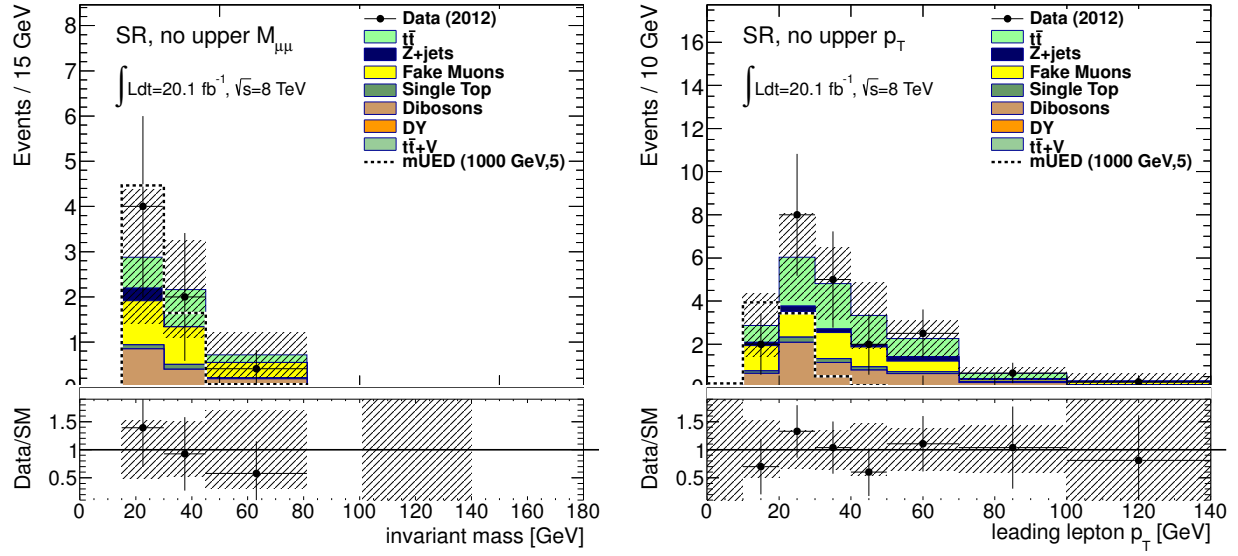 Events / 15 GeV
8
7
6
5
4
3
2
1
0
SR, no upper M_μμ
∫ Ldt=20.1 fb⁻¹, √s=8 TeV
Data (2012)
tt̄
Z+jets
Fake Muons
Single Top
Dibosons
DY
tt̄+V
mUED (1000 GeV,5)
Data/SM
1.5
1
0.5
0 20 40 60 80 100 120 140 160 180
invariant mass [GeV]
Events / 10 GeV
16
14
12
10
8
6
4
2
0
SR, no upper p_T
∫ Ldt=20.1 fb⁻¹, √s=8 TeV
Data (2012)
tt̄
Z+jets
Fake Muons
Single Top
Dibosons
DY
tt̄+V
mUED (1000 GeV,5)
Data/SM
1.5
1
0.5
0 20 40 60 80 100 120 140
leading lepton p_T [GeV]